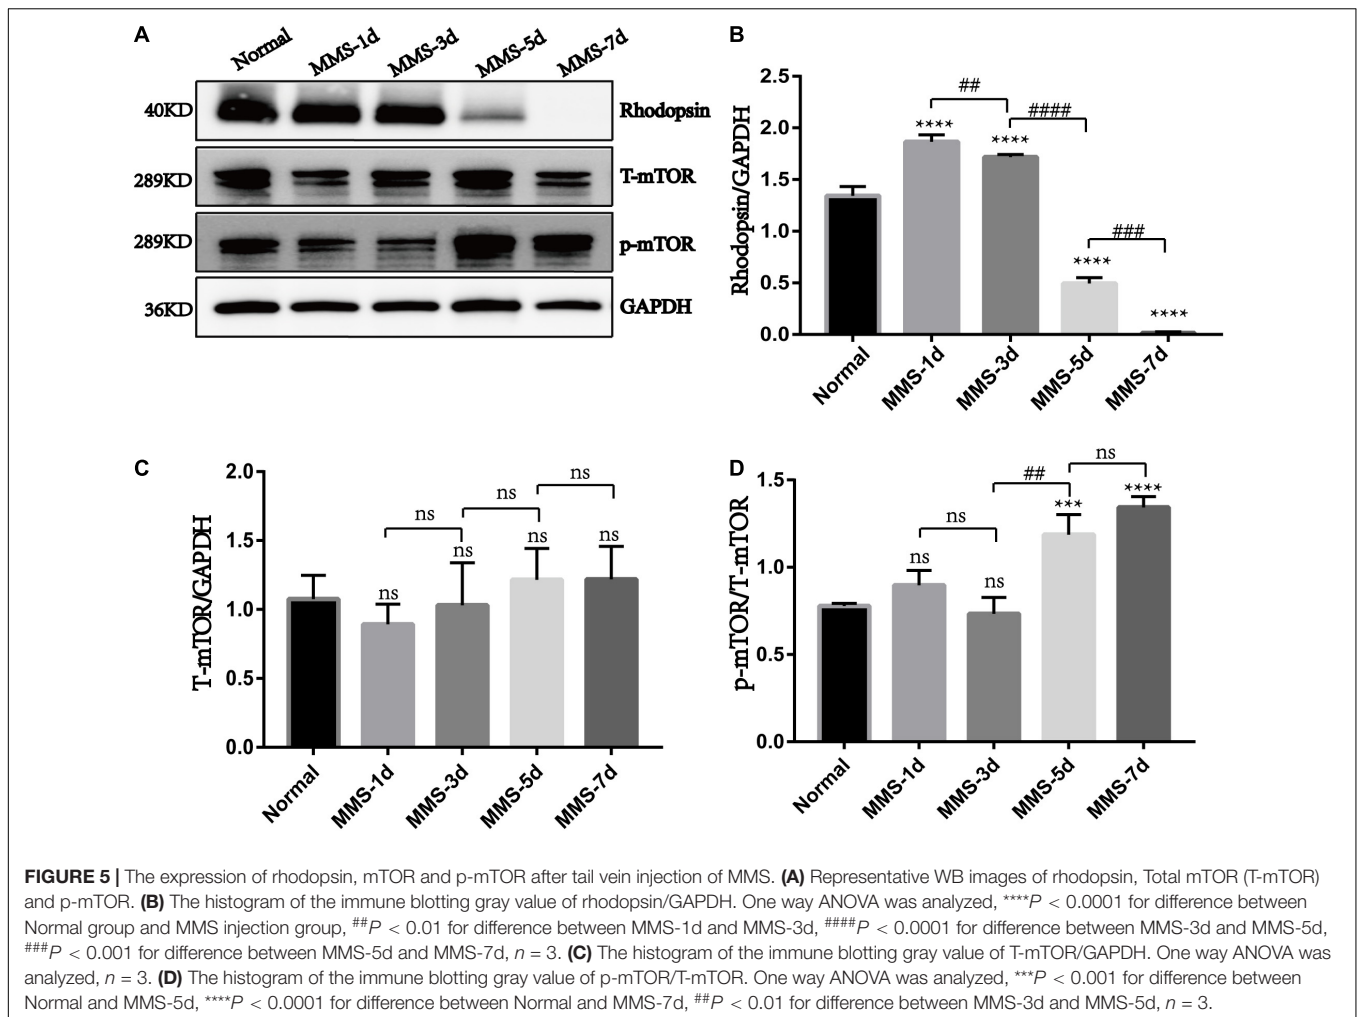 A
Normal MMS-1d MMS-3d MMS-5d MMS-7d
40KD Rhodopsin
289KD T-mTOR
289KD p-mTOR
36KD GAPDH
B
Rhodopsin/GAPDH
2.5
2.0
1.5
1.0
0.5
0.0
## #### ###
**** **** **** ****
Normal MMS-1d MMS-3d MMS-5d MMS-7d
C
T-mTOR/GAPDH
2.0
1.5
1.0
0.5
0.0
ns ns ns
ns ns ns ns
Normal MMS-1d MMS-3d MMS-5d MMS-7d
D
p-mTOR/T-mTOR
1.5
1.0
0.5
0.0
ns ## ns
ns ns *** ****
Normal MMS-1d MMS-3d MMS-5d MMS-7d
FIGURE 5 | The expression of rhodopsin, mTOR and p-mTOR after tail vein injection of MMS. (A) Representative WB images of rhodopsin, Total mTOR (T-mTOR)
and p-mTOR. (B) The histogram of the immune blotting gray value of rhodopsin/GAPDH. One way ANOVA was analyzed, ****P < 0.0001 for difference between
Normal group and MMS injection group, ##P < 0.01 for difference between MMS-1d and MMS-3d, ####P < 0.0001 for difference between MMS-3d and MMS-5d,
###P < 0.001 for difference between MMS-5d and MMS-7d, n = 3. (C) The histogram of the immune blotting gray value of T-mTOR/GAPDH. One way ANOVA was
analyzed, n = 3. (D) The histogram of the immune blotting gray value of p-mTOR/T-mTOR. One way ANOVA was analyzed, ***P < 0.001 for difference between
Normal and MMS-5d, ****P < 0.0001 for difference between Normal and MMS-7d, ##P < 0.01 for difference between MMS-3d and MMS-5d, n = 3.